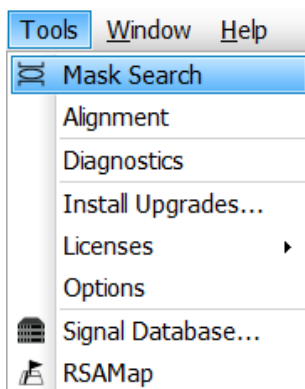 Tools Window Help
Mask Search
Alignment
Diagnostics
Install Upgrades...
Licenses
Options
Signal Database...
RSAMap